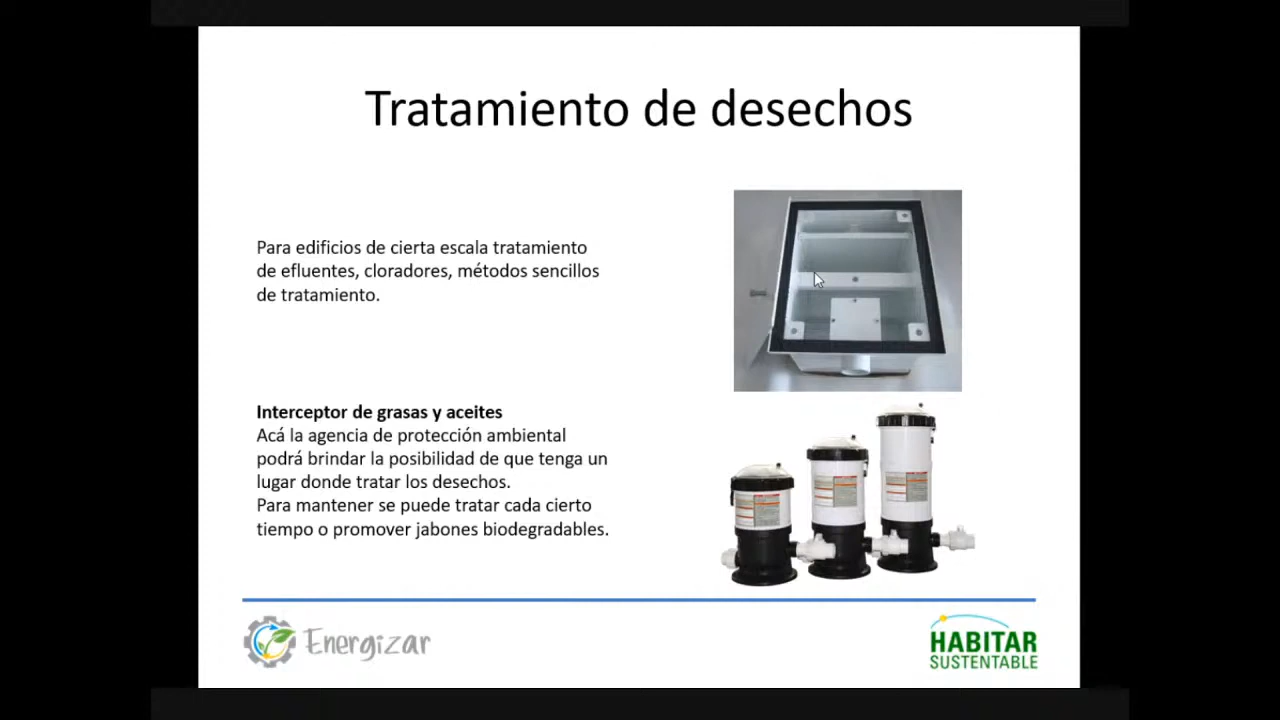 Tratamiento de desechos
Para edificios de cierta escala tratamiento
de efluentes, cloradores, métodos sencillos
de tratamiento.
Interceptor de grasas y aceites
Acá la agencia de protección ambiental
podrá brindar la posibilidad de que tenga un
lugar donde tratar los desechos.
Para mantener se puede tratar cada cierto
tiempo o promover jabones biodegradables.
Energizar
HABITAR
SUSTENTABLE